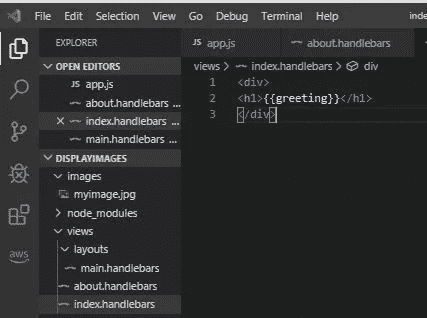 File Edit Selection View Go Debug Terminal Help inde
EXPLORER
OPEN EDITORS
JS app.js
about.handlebars ...
index.handlebars ...
main.handlebars
DISPLAYIMAGES
images
myimage.jpg
node_modules
views
layouts
main.handlebars
about.handlebars
index.handlebars
aws
app.js about.handlebars
views > index.handlebars > div
1 <div>
2 <h1>{{greeting}}</h1>
3 </div>